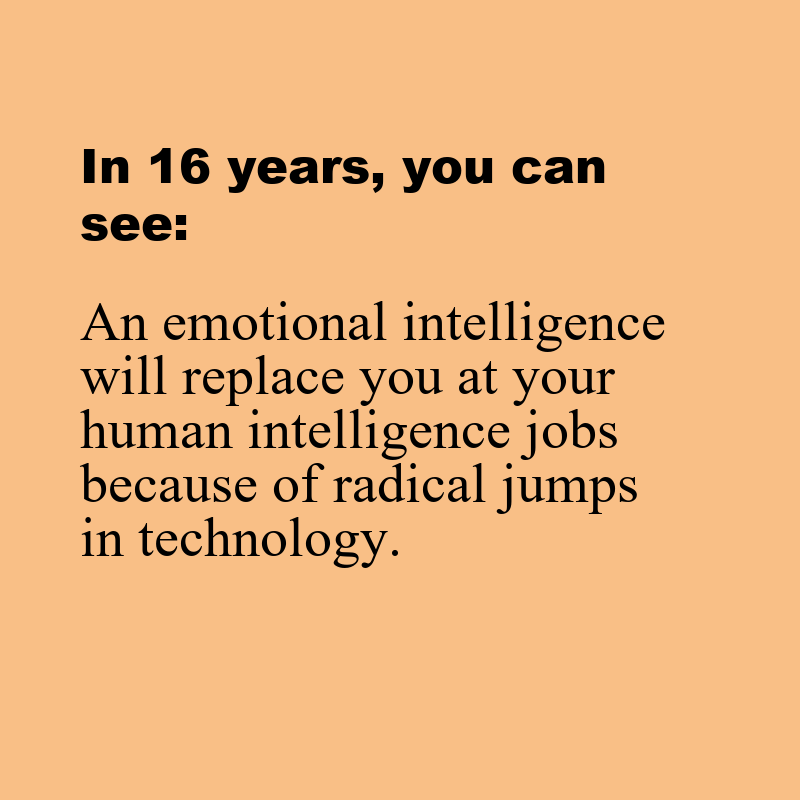 In 16 years, you can
see:
An emotional intelligence
will replace you at your
human intelligence jobs
because of radical jumps
in technology.